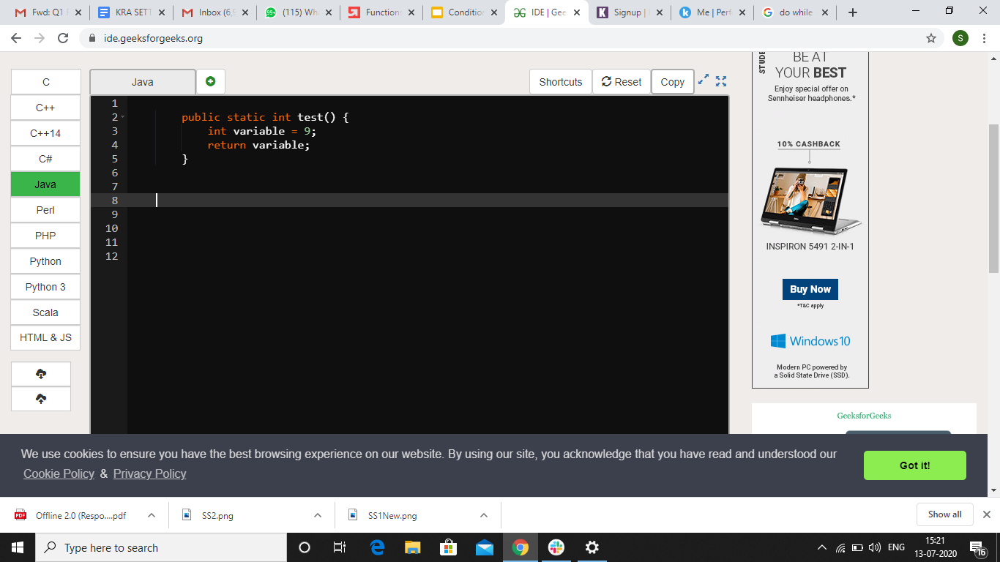 Fwd: Q1 F
KRA SETT
Inbox (6,9
(115) Wha
Functions
Condition
IDE | Gee
Signup |
Me | Perf
do while
ide.geeksforgeeks.org
S
C
C++
C++14
C#
Java
Perl
PHP
Python
Python 3
Scala
HTML & JS
Java
Shortcuts
Reset
Copy
1
2 public static int test() {
3 int variable = 9;
4 return variable;
5 }
6
7
8
9
10
11
12
STUDE
BE AT
YOUR BEST
Enjoy special offer on
Sennheiser headphones.*
10% CASHBACK
INSPIRON 5491 2-IN-1
Buy Now
*T&C apply
Windows 10
Modern PC powered by
a Solid State Drive (SSD).
GeeksforGeeks
We use cookies to ensure you have the best browsing experience on our website. By using our site, you acknowledge that you have read and understood our
Cookie Policy & Privacy Policy
Got it!
PDF
Offline 2.0 (Respo....pdf
SS2.png
SS1New.png
Show all
Type here to search
ENG
15:21
13-07-2020
16